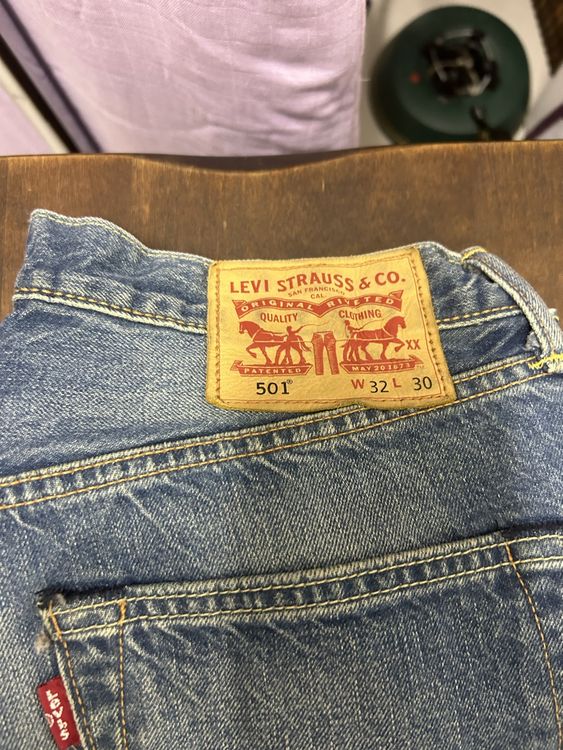 LEVI STRAUSS & CO.
SAN FRANCISCO
CAL.
ORIGINAL RIVETED
QUALITY CLOTHING
XX
PATENTED MAY 20 1873
501® W 32 L 30
LEVI'S